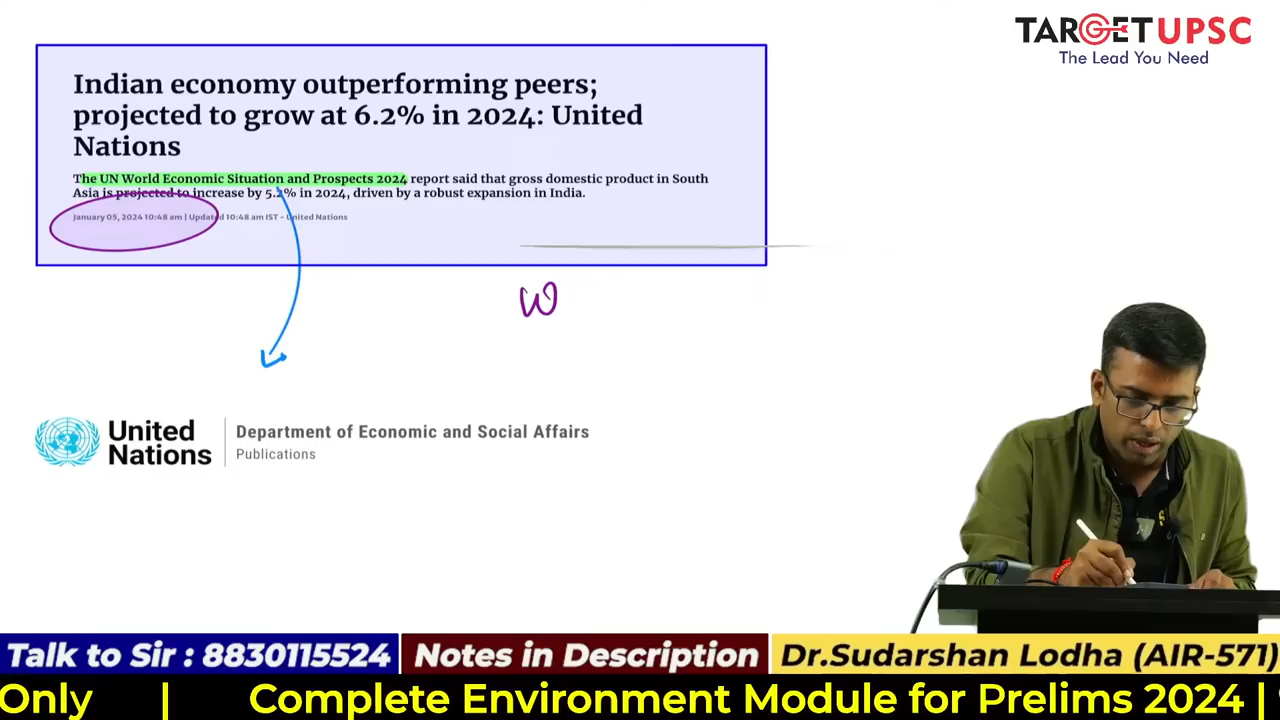 TARGET UPSC
The Lead You Need
Indian economy outperforming peers;
projected to grow at 6.2% in 2024: United
Nations
The UN World Economic Situation and Prospects 2024 report said that gross domestic product in South
Asia is projected to increase by 5.2% in 2024, driven by a robust expansion in India.
January 05, 2024 10:48 am | Updated 10:48 am IST - United Nations
W
United
Nations
Department of Economic and Social Affairs
Publications
Talk to Sir : 8830115524
Notes in Description
Dr.Sudarshan Lodha (AIR-571)
Only | Complete Environment Module for Prelims 2024 |